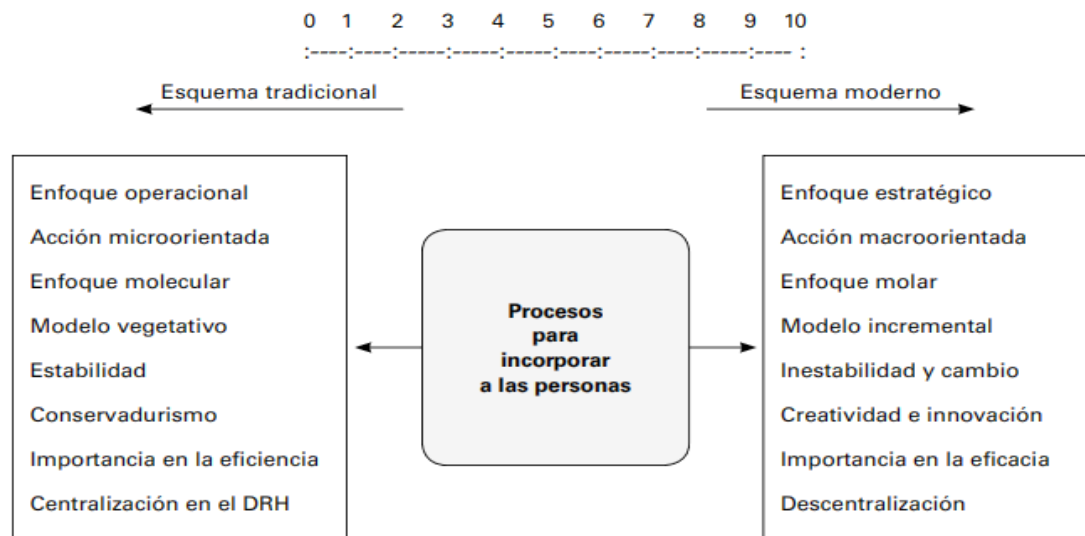 0 1 2 3 4 5 6 7 8 9 10
:----:----:-----:-----:-----:-----:-----:----:-----:-----:---- :
Esquema tradicional
Esquema moderno
Enfoque operacional
Acción microorientada
Enfoque molecular
Modelo vegetativo
Estabilidad
Conservadurismo
Importancia en la eficiencia
Centralización en el DRH
Procesos
para
incorporar
a las personas
Enfoque estratégico
Acción macroorientada
Enfoque molar
Modelo incremental
Inestabilidad y cambio
Creatividad e innovación
Importancia en la eficacia
Descentralización